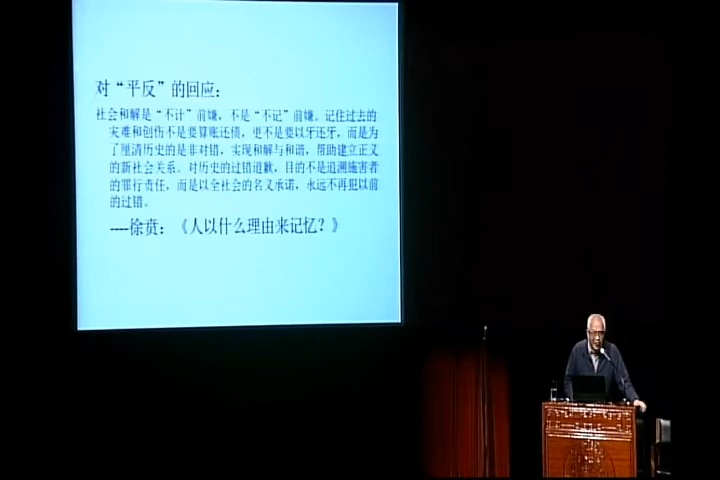 对“平反”的回应：
社会和解是“不计”前嫌，不是“不记”前嫌。记住过去的
灾难和创伤不是要算账还债，更不是要以牙还牙，而是为
了厘清历史的是非对错，实现和解与和谐，帮助建立正义
的新社会关系。对历史的过错道歉，目的不是追溯施害者
的罪行责任，而是以全社会的名义承诺，永远不再犯以前
的过错。
----徐贲：《人以什么理由来记忆？》